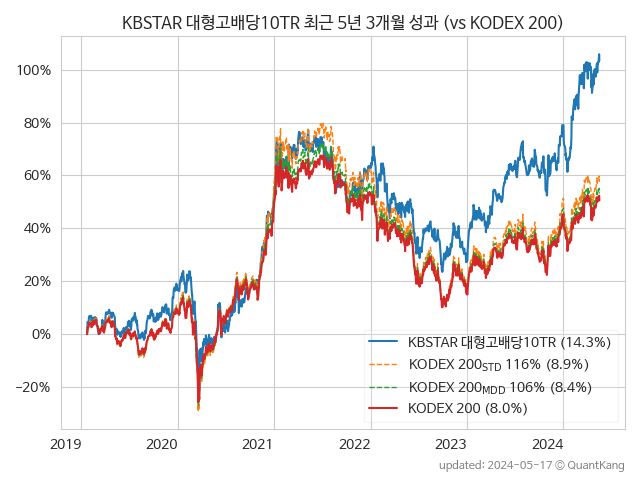 KBSTAR 대형고배당10TR 최근 5년 3개월 성과 (vs KODEX 200)
100%
80%
60%
40%
20%
0%
−20%
KBSTAR 대형고배당10TR (14.3%)
KODEX 200STD 116% (8.9%)
KODEX 200MDD 106% (8.4%)
KODEX 200 (8.0%)
2019 2020 2021 2022 2023 2024
updated: 2024-05-17 © QuantKang